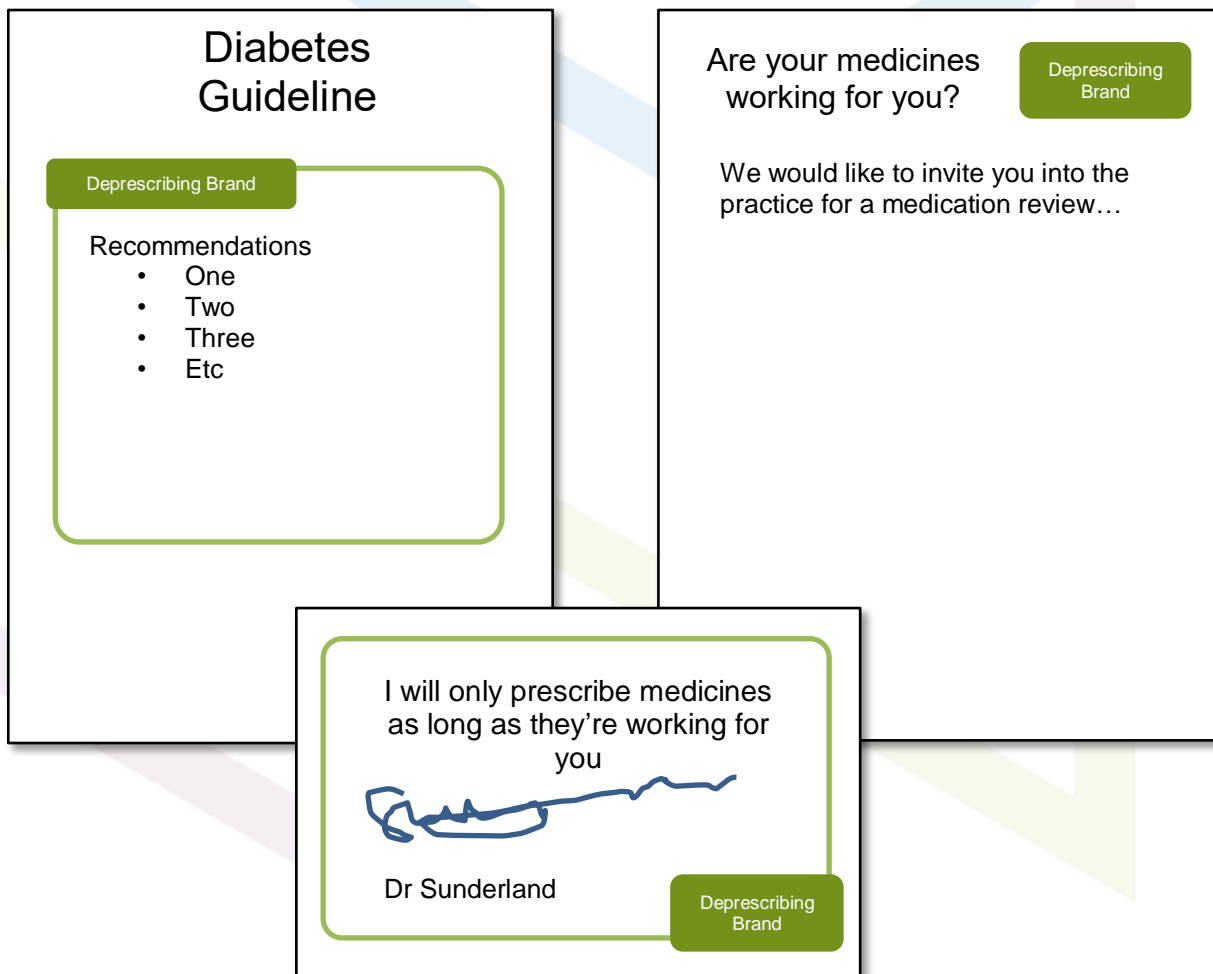 Diabetes
Guideline
Deprescribing Brand
Recommendations
• One
• Two
• Three
• Etc
Are your medicines
working for you?
Deprescribing
Brand
We would like to invite you into the
practice for a medication review…
I will only prescribe medicines
as long as they’re working for
you
Dr Sunderland
Deprescribing
Brand